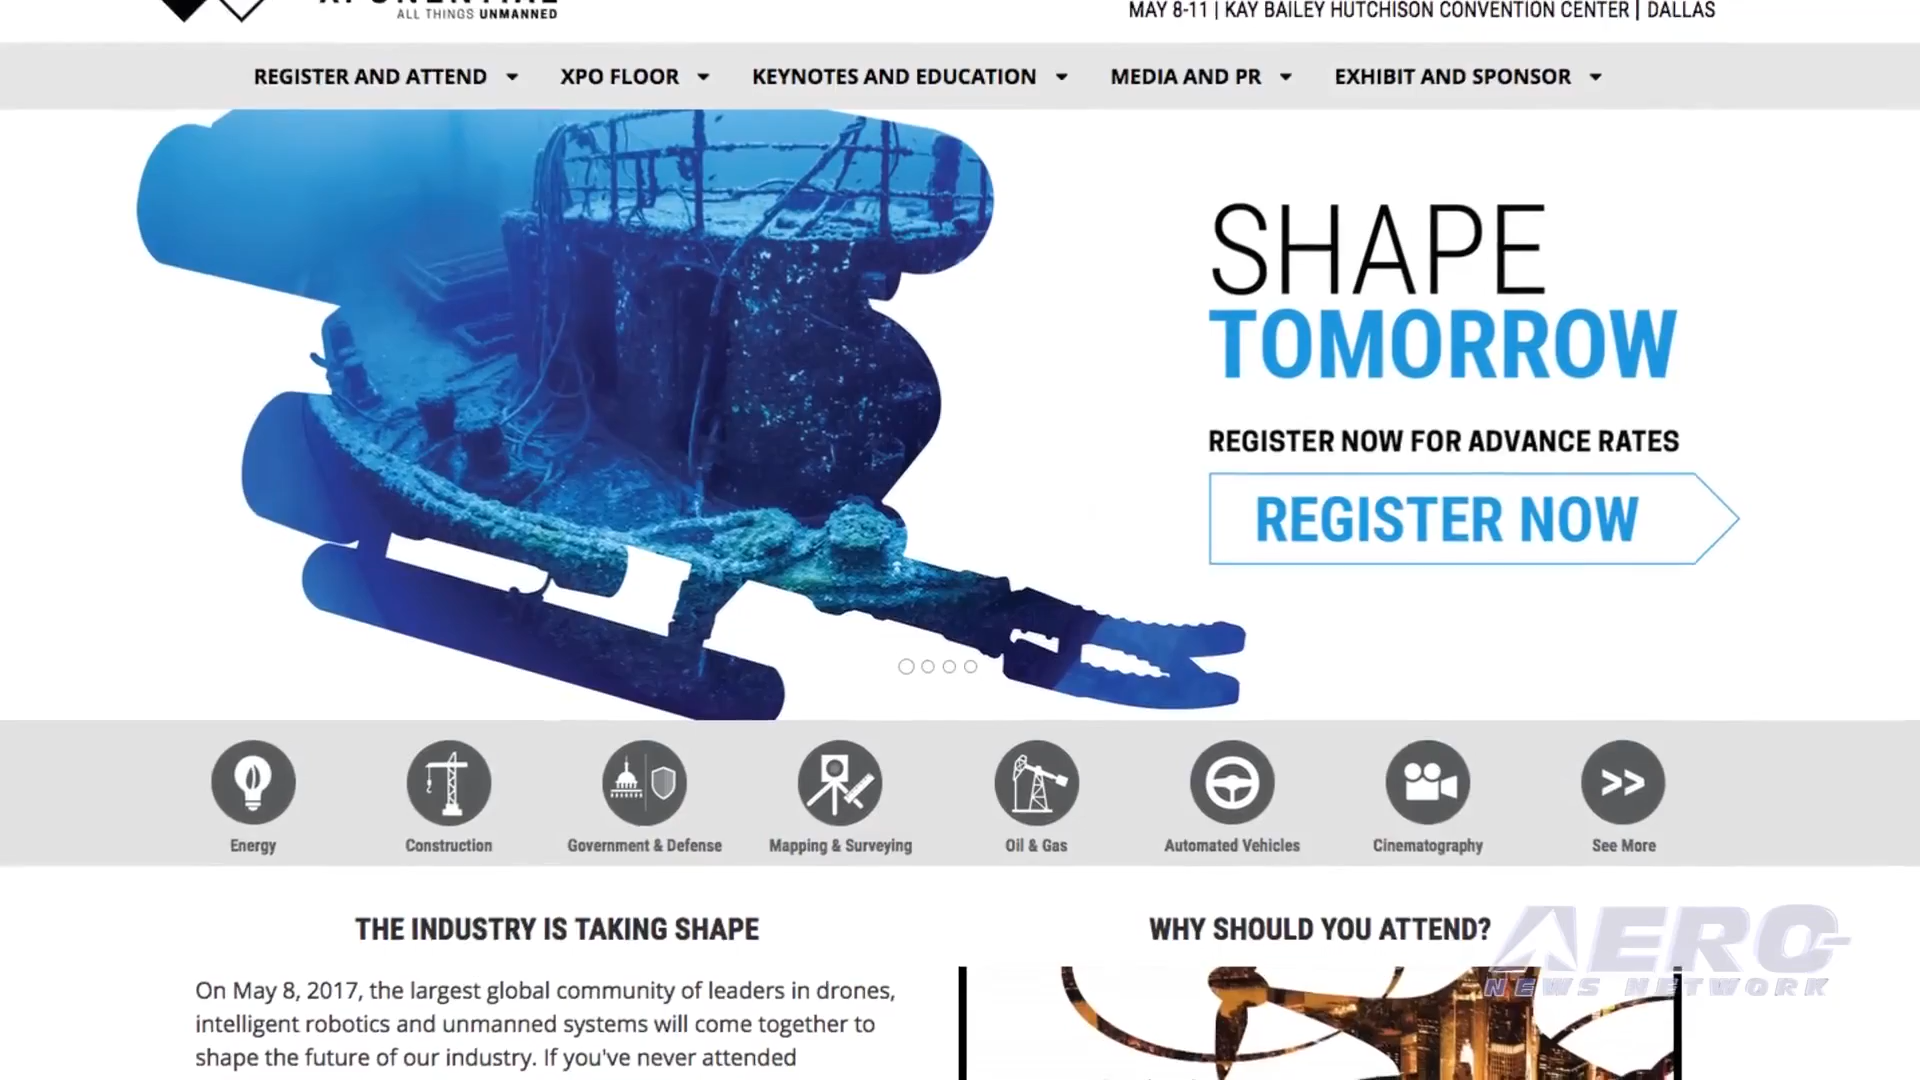 ALL THINGS UNMANNED
MAY 8-11 | KAY BAILEY HUTCHISON CONVENTION CENTER | DALLAS
REGISTER AND ATTEND
XPO FLOOR
KEYNOTES AND EDUCATION
MEDIA AND PR
EXHIBIT AND SPONSOR
SHAPE
TOMORROW
REGISTER NOW FOR ADVANCE RATES
REGISTER NOW
Energy
Construction
Government & Defense
Mapping & Surveying
Oil & Gas
Automated Vehicles
Cinematography
>>
See More
THE INDUSTRY IS TAKING SHAPE
On May 8, 2017, the largest global community of leaders in drones,
intelligent robotics and unmanned systems will come together to
shape the future of our industry. If you've never attended
WHY SHOULD YOU ATTEND?
AERO-
NEWS NETWORK